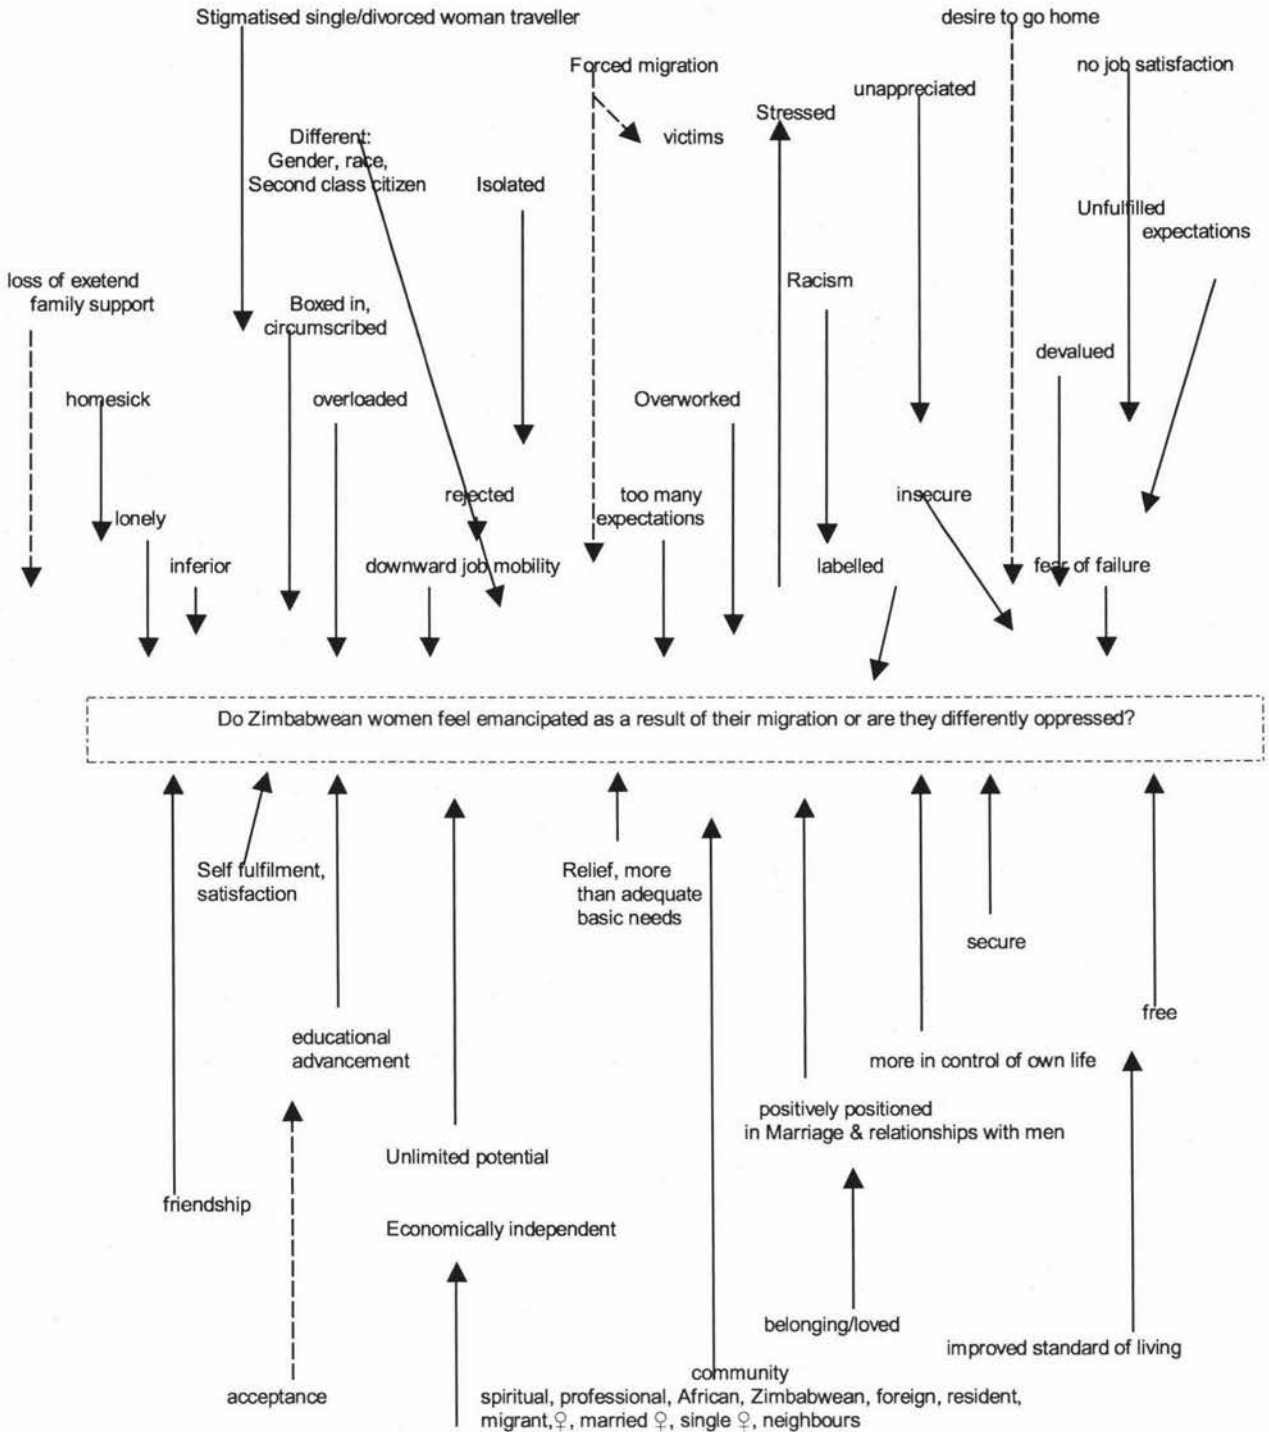 Stigmatised single/divorced woman traveller
desire to go home
Forced migration
no job satisfaction
unappreciated
Stressed
victims
Different:
Gender, race,
Second class citizen
Isolated
Unfulfilled
expectations
loss of exetend
family support
Racism
Boxed in,
circumscribed
devalued
homesick
overloaded
Overworked
rejected
too many
expectations
insecure
lonely
inferior
downward job mobility
labelled
fear of failure
Do Zimbabwean women feel emancipated as a result of their migration or are they differently oppressed?
Self fulfilment,
satisfaction
Relief, more
than adequate
basic needs
secure
free
educational
advancement
more in control of own life
positively positioned
in Marriage & relationships with men
Unlimited potential
friendship
Economically independent
belonging/loved
improved standard of living
community
acceptance
spiritual, professional, African, Zimbabwean, foreign, resident,
migrant,♀, married ♀, single ♀, neighbours